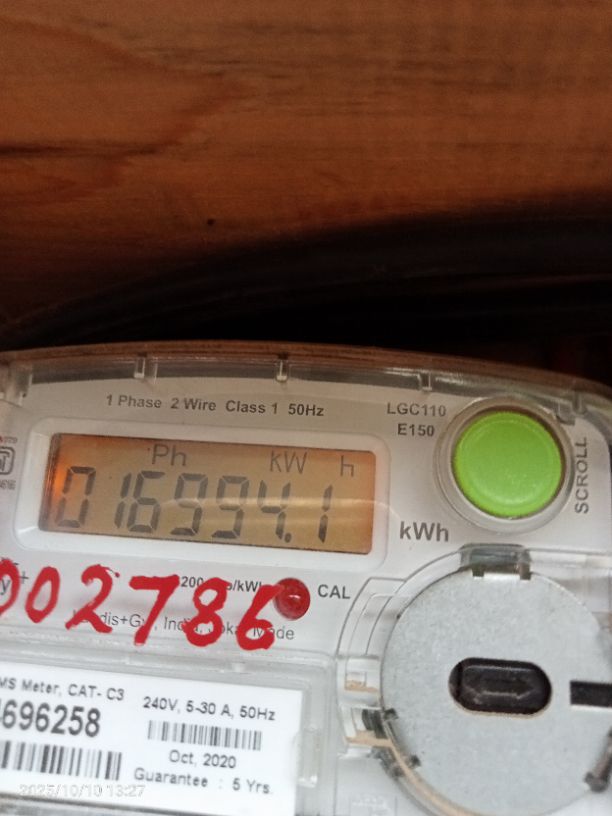 1 Phase 2 Wire Class 1 50Hz
LGC110
E150
SCROLL
Ph kW h
016994.1
kWh
CAL
002786
MS Meter, CAT- C3
696258
240V, 5-30 A, 50Hz
Oct, 2020
Guarantee : 5 Yrs.
2025/10/10 13:27